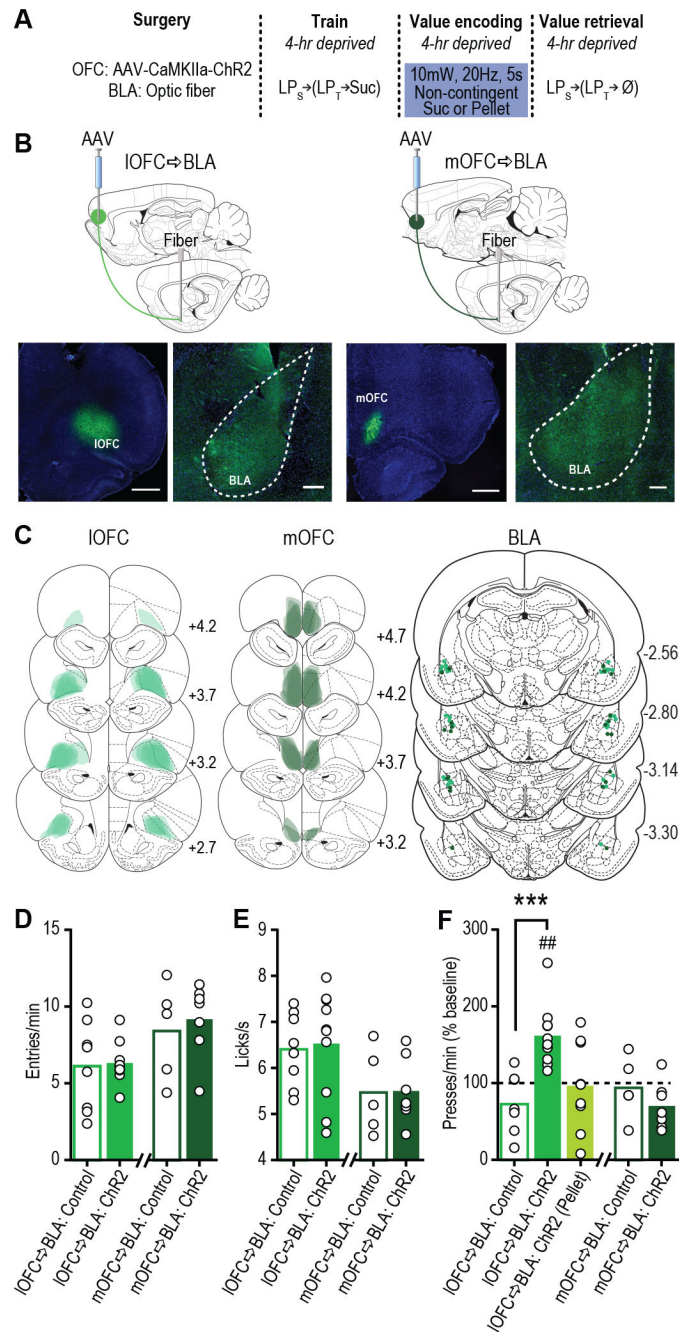 A
Surgery
Train
Value encoding
Value retrieval
4-hr deprived
4-hr deprived
4-hr deprived
OFC: AAV-CaMKIIa-ChR2
BLA: Optic fiber
LPS→(LPT→Suc)
10mW, 20Hz, 5s
Non-contingent
Suc or Pellet
LPS→(LPT→ Ø)
B
AAV
lOFC⇨BLA
AAV
mOFC⇨BLA
Fiber
Fiber
lOFC
BLA
mOFC
BLA
C
lOFC
mOFC
BLA
+4.2
+3.7
+3.2
+2.7
+4.7
+4.2
+3.7
+3.2
-2.56
-2.80
-3.14
-3.30
D
Entries/min
15
10
5
0
lOFC⇨BLA: Control
lOFC⇨BLA: ChR2
mOFC⇨BLA: Control
mOFC⇨BLA: ChR2
E
Licks/s
9
8
7
6
5
4
lOFC⇨BLA: Control
lOFC⇨BLA: ChR2
mOFC⇨BLA: Control
mOFC⇨BLA: ChR2
F
Presses/min (% baseline)
300
200
100
0
***
##
lOFC⇨BLA: Control
lOFC⇨BLA: ChR2
lOFC⇨BLA: ChR2 (Pellet)
mOFC⇨BLA: Control
mOFC⇨BLA: ChR2